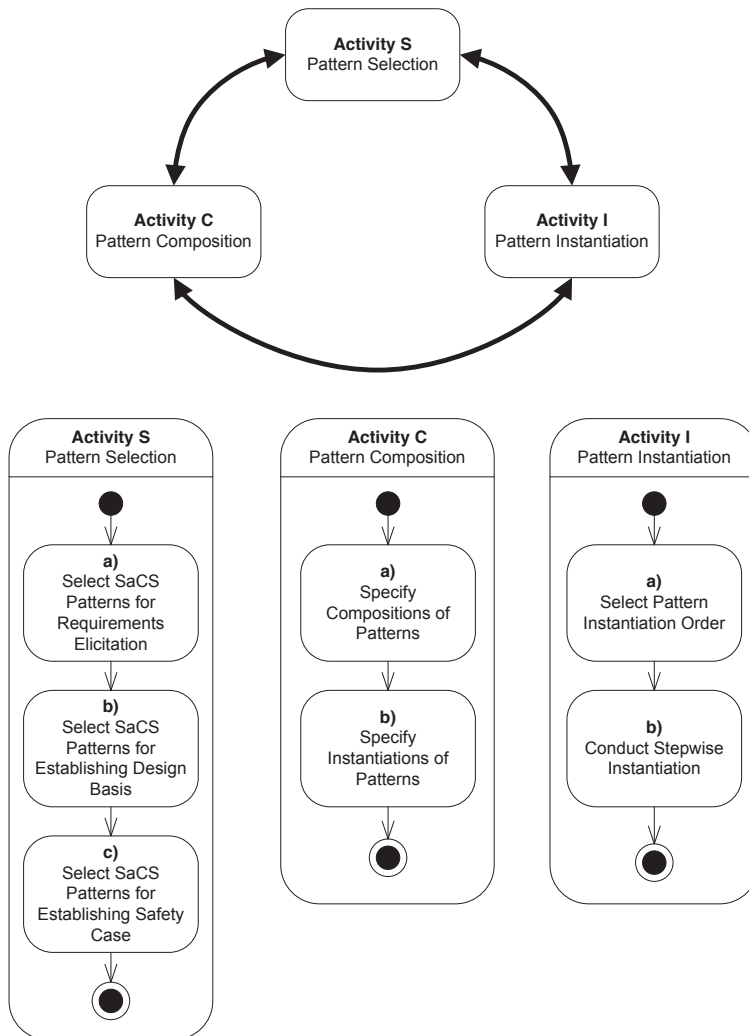 Activity S
Pattern Selection
Activity C
Pattern Composition
Activity I
Pattern Instantiation
Activity S
Pattern Selection
a)
Select SaCS
Patterns for
Requirements
Elicitation
b)
Select SaCS
Patterns for
Establishing Design
Basis
c)
Select SaCS
Patterns for
Establishing Safety
Case
Activity C
Pattern Composition
a)
Specify
Compositions of
Patterns
b)
Specify
Instantiations of
Patterns
Activity I
Pattern Instantiation
a)
Select Pattern
Instantiation Order
b)
Conduct Stepwise
Instantiation